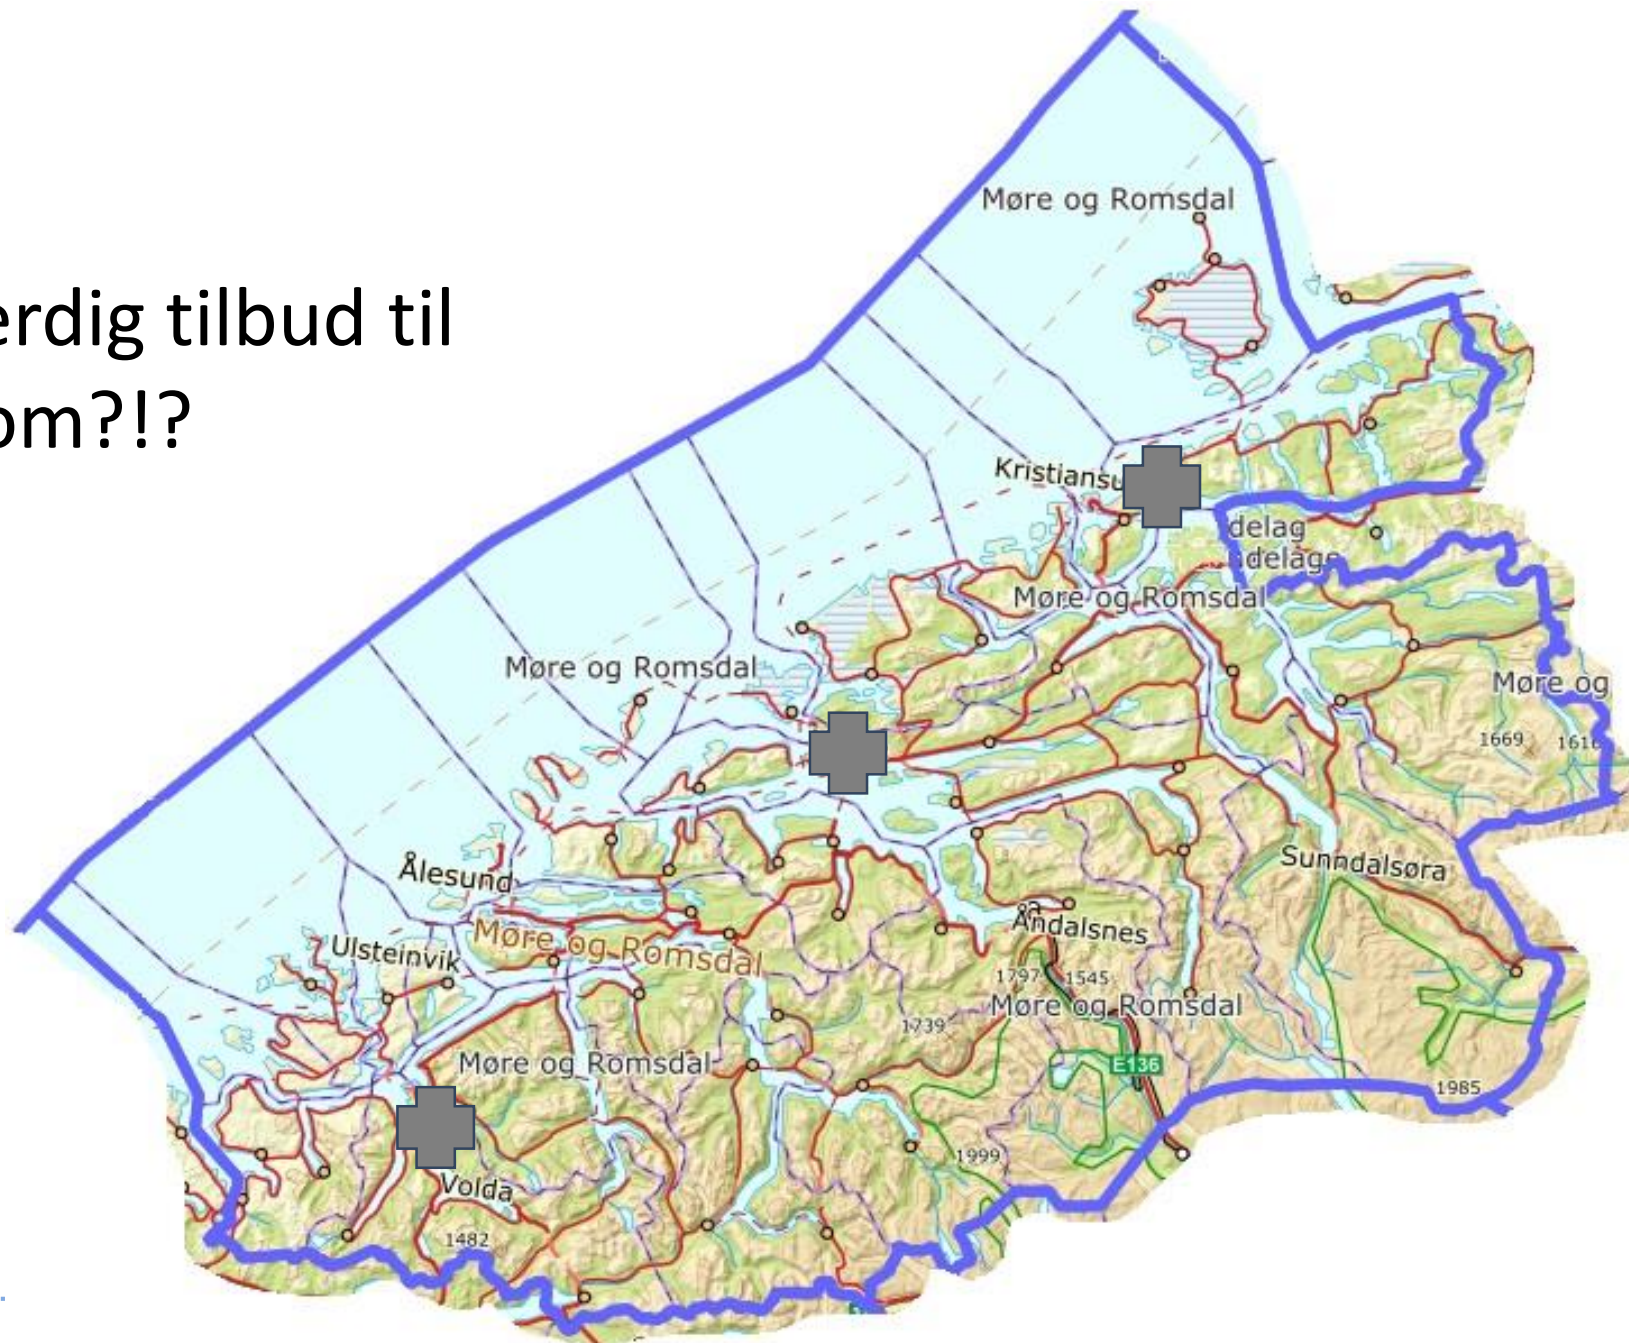 Møre og Romsdal
erdig tilbud til
om?!?
Kristiansu
delag
ndelage
Møre og Romsdal
Møre og Romsdal
Møre og
1669
1616
Sunndalsøra
Ålesund
Åndalsnes
Møre og Romsdal
Ulsteinvik
1797
1545
Møre og Romsdal
1739
Møre og Romsdal
E136
1985
1999
Volda
1482